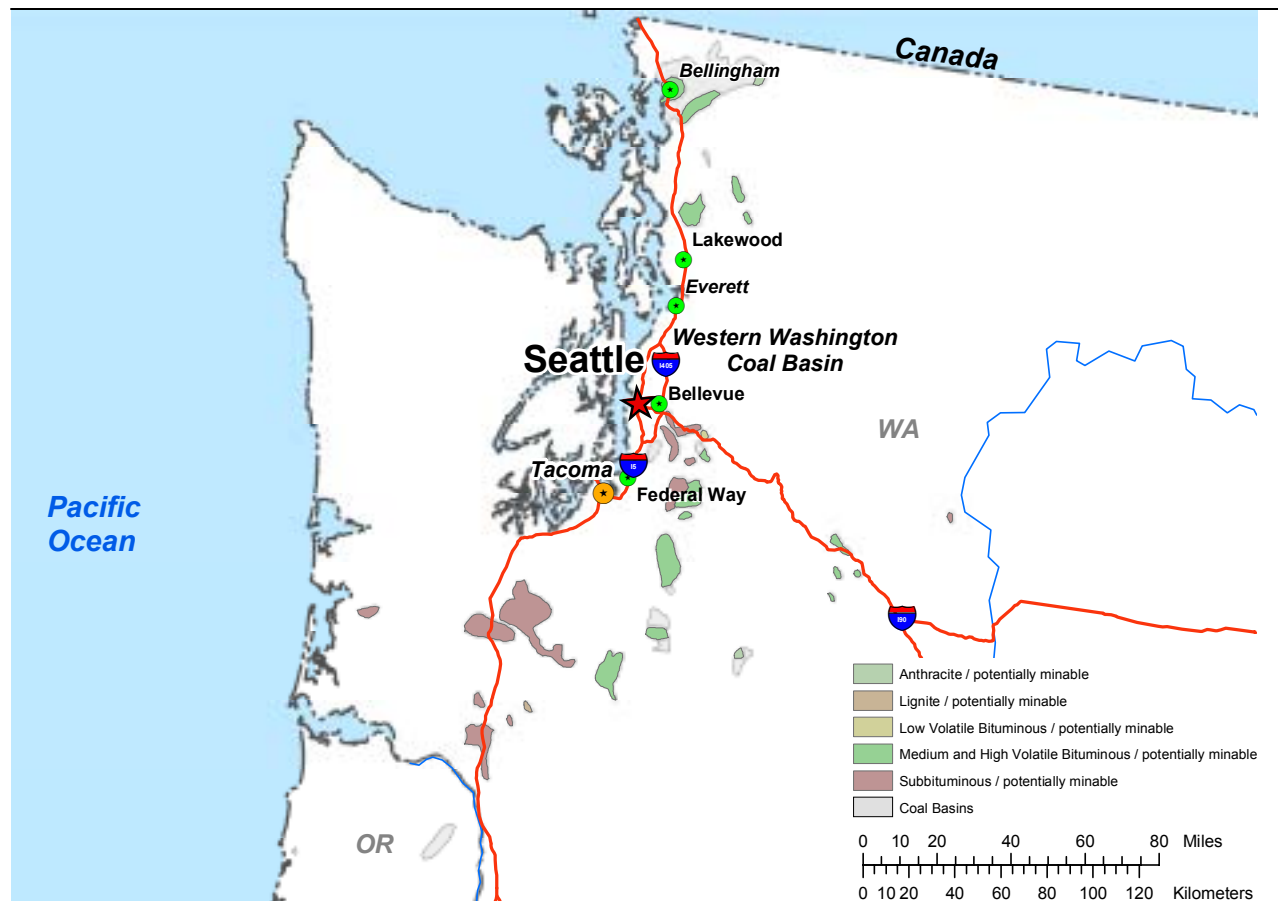 Canada
Bellingham
Lakewood
Everett
Western Washington
Coal Basin
Seattle
I405
Bellevue
WA
Tacoma
I5
Federal Way
Pacific
Ocean
I90
Anthracite / potentially minable
Lignite / potentially minable
Low Volatile Bituminous / potentially minable
Medium and High Volatile Bituminous / potentially minable
Subbituminous / potentially minable
Coal Basins
OR
0 10 20 40 60 80 Miles
0 10 20 40 60 80 100 120 Kilometers